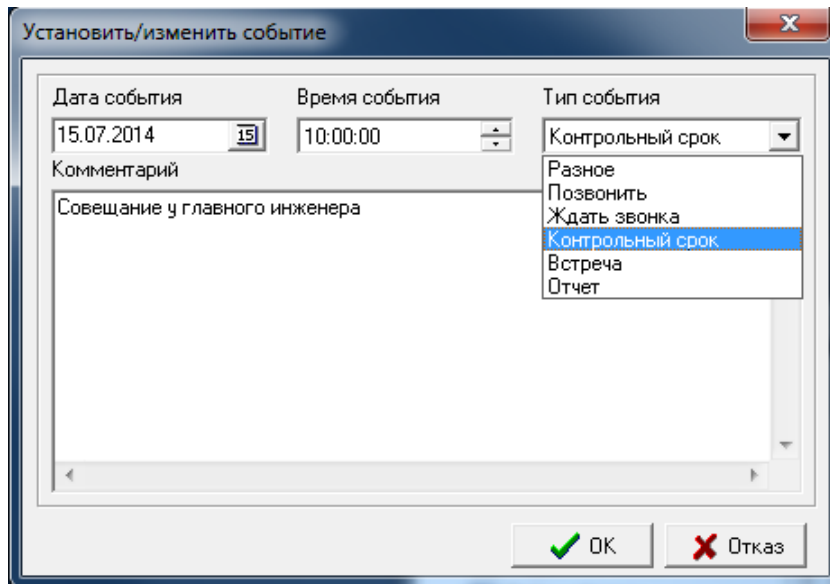 Установить/изменить событие
Дата события Время события Тип события
15.07.2014 15 10:00:00 Контрольный срок
Комментарий
Разное
Позвонить
Совещание у главного инженера
Ждать звонка
Контрольный срок
Встреча
Отчет
OK Отказ